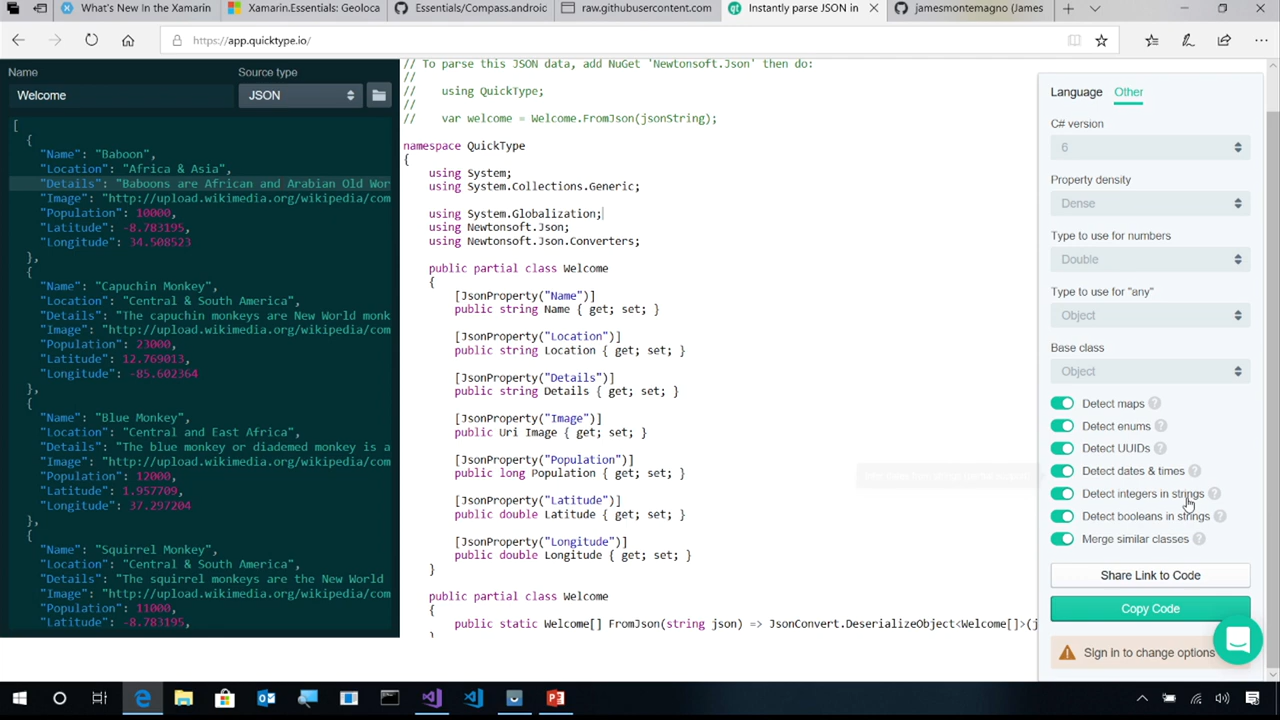 What's New In the Xamarin
Xamarin.Essentials: Geoloca
Essentials/Compass.android
raw.githubusercontent.com
Instantly parse JSON in
jamesmontemagno (James
https://app.quicktype.io/
Name
Source type
Welcome
JSON
[
{
"Name": "Baboon",
"Location": "Africa & Asia",
"Details": "Baboons are African and Arabian Old Wor
"Image": "http://upload.wikimedia.org/wikipedia/com
"Population": 10000,
"Latitude": -8.783195,
"Longitude": 34.508523
},
{
"Name": "Capuchin Monkey",
"Location": "Central & South America",
"Details": "The capuchin monkeys are New World monk
"Image": "http://upload.wikimedia.org/wikipedia/com
"Population": 23000,
"Latitude": 12.769013,
"Longitude": -85.602364
},
{
"Name": "Blue Monkey",
"Location": "Central and East Africa",
"Details": "The blue monkey or diademed monkey is a
"Image": "http://upload.wikimedia.org/wikipedia/com
"Population": 12000,
"Latitude": 1.957709,
"Longitude": 37.297204
},
{
"Name": "Squirrel Monkey",
"Location": "Central & South America",
"Details": "The squirrel monkeys are the New World
"Image": "http://upload.wikimedia.org/wikipedia/com
"Population": 11000,
"Latitude": -8.783195,
// To parse this JSON data, add NuGet 'Newtonsoft.Json' then do:
//
// using QuickType;
//
// var welcome = Welcome.FromJson(jsonString);
namespace QuickType
{
using System;
using System.Collections.Generic;
using System.Globalization;
using Newtonsoft.Json;
using Newtonsoft.Json.Converters;
public partial class Welcome
{
[JsonProperty("Name")]
public string Name { get; set; }
[JsonProperty("Location")]
public string Location { get; set; }
[JsonProperty("Details")]
public string Details { get; set; }
[JsonProperty("Image")]
public Uri Image { get; set; }
[JsonProperty("Population")]
public long Population { get; set; }
[JsonProperty("Latitude")]
public double Latitude { get; set; }
[JsonProperty("Longitude")]
public double Longitude { get; set; }
}
public partial class Welcome
{
public static Welcome[] FromJson(string json) => JsonConvert.DeserializeObject<Welcome[]>(j
}
Language
Other
C# version
6
Property density
Dense
Type to use for numbers
Double
Type to use for "any"
Object
Base class
Object
Detect maps ?
Detect enums ?
Detect UUIDs ?
Detect dates & times ?
Detect integers in strings ?
Detect booleans in strings ?
Merge similar classes ?
Share Link to Code
Copy Code
Sign in to change options